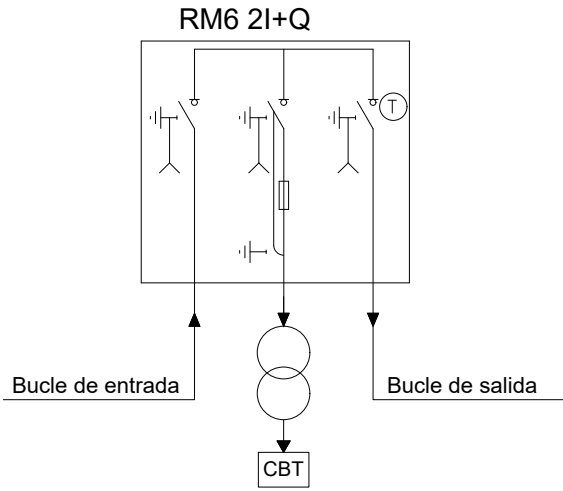 RM6 2I+Q
T
Bucle de entrada
Bucle de salida
CBT